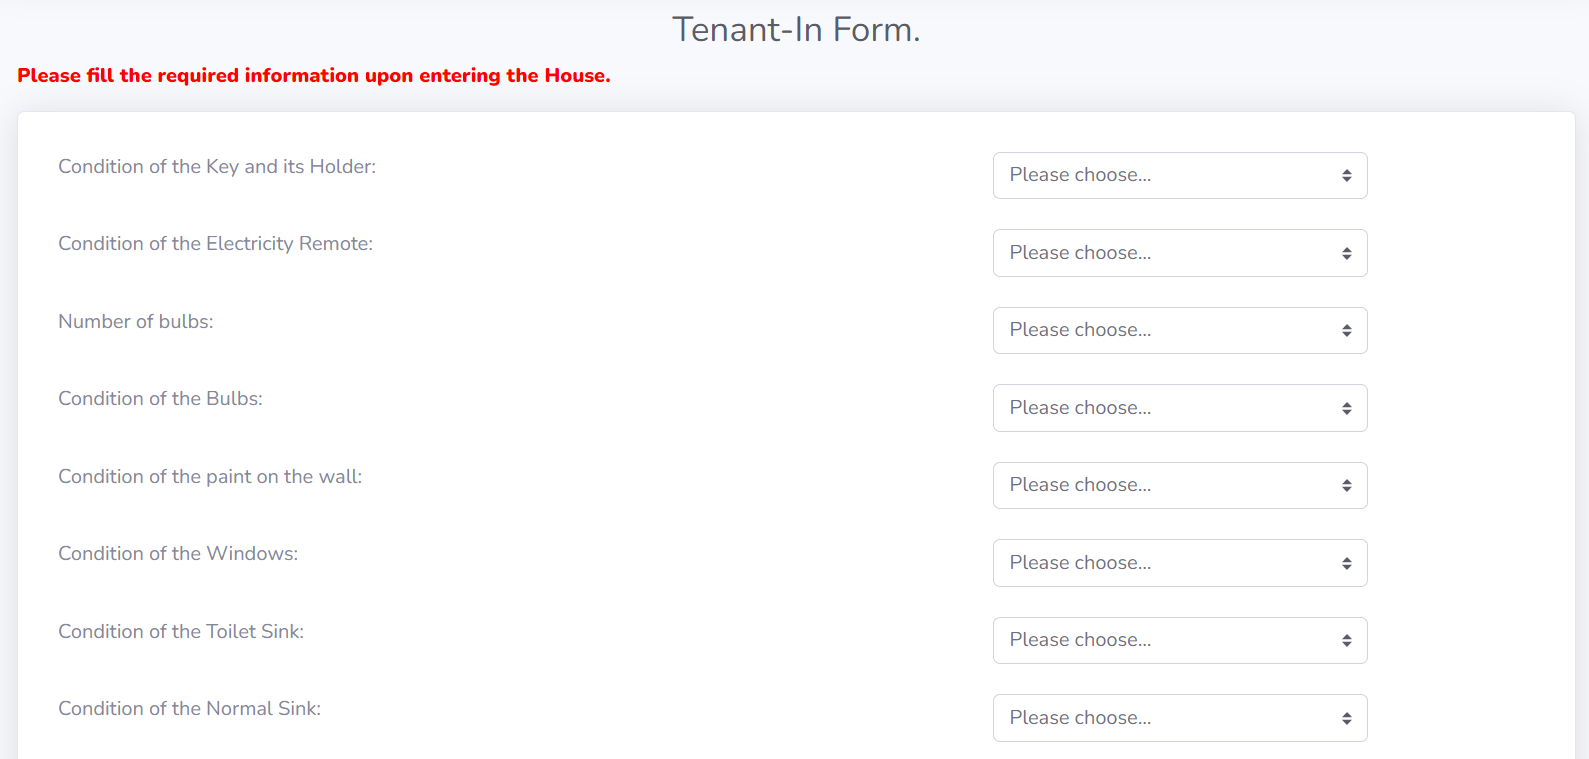 Tenant-In Form.
Please fill the required information upon entering the House.
Condition of the Key and its Holder:
Please choose...
Condition of the Electricity Remote:
Please choose...
Number of bulbs:
Please choose...
Condition of the Bulbs:
Please choose...
Condition of the paint on the wall:
Please choose...
Condition of the Windows:
Please choose...
Condition of the Toilet Sink:
Please choose...
Condition of the Normal Sink:
Please choose...